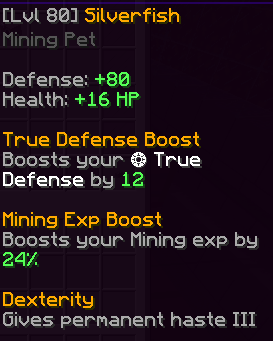 [Lvl 80] Silverfish
Mining Pet
Defense: +80
Health: +16 HP
True Defense Boost
Boosts your ❂ True
Defense by 12
Mining Exp Boost
Boosts your Mining exp by
24%
Dexterity
Gives permanent haste III